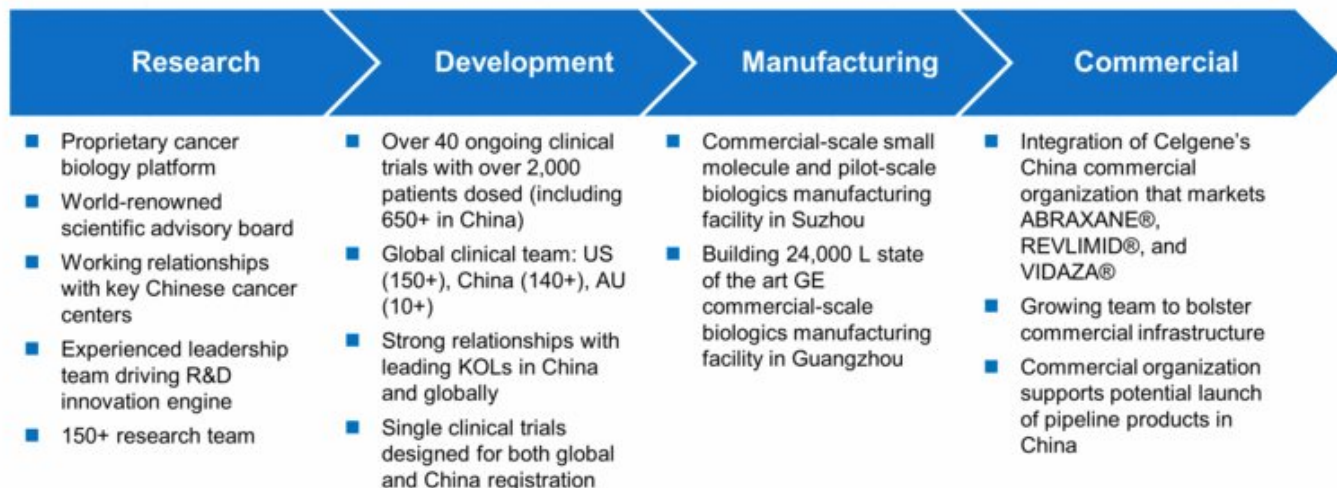 Research
Development
Manufacturing
Commercial
■ Proprietary cancer
biology platform
■ World-renowned
scientific advisory board
■ Working relationships
with key Chinese cancer
centers
■ Experienced leadership
team driving R&D
innovation engine
■ 150+ research team
■ Over 40 ongoing clinical
trials with over 2,000
patients dosed (including
650+ in China)
■ Global clinical team: US
(150+), China (140+), AU
(10+)
■ Strong relationships with
leading KOLs in China
and globally
■ Single clinical trials
designed for both global
and China registration
■ Commercial-scale small
molecule and pilot-scale
biologics manufacturing
facility in Suzhou
■ Building 24,000 L state
of the art GE
commercial-scale
biologics manufacturing
facility in Guangzhou
■ Integration of Celgene’s
China commercial
organization that markets
ABRAXANE®,
REVLIMID®, and
VIDAZA®
■ Growing team to bolster
commercial infrastructure
■ Commercial organization
supports potential launch
of pipeline products in
China